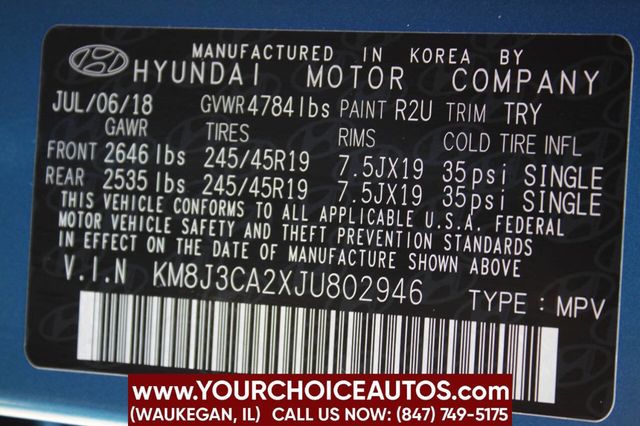 MANUFACTURED IN KOREA BY
HYUNDAI MOTOR COMPANY
JUL/06/18 GVWR 4784 lbs PAINT R2U TRIM TRY
GAWR TIRES RIMS COLD TIRE INFL
FRONT 2646 lbs 245/45R19 7.5JX19 35psi SINGLE
REAR 2535 lbs 245/45R19 7.5JX19 35psi SINGLE
THIS VEHICLE CONFORMS TO ALL APPLICABLE U.S.A. FEDERAL
MOTOR VEHICLE SAFETY AND THEFT PREVENTION STANDARDS
IN EFFECT ON THE DATE OF MANUFACTURE SHOWN ABOVE.
V.I.N KM8J3CA2XJU802946 TYPE : MPV
WWW.YOURCHOICEAUTOS.COM
(WAUKEGAN, IL) CALL US NOW: (847) 749-5175